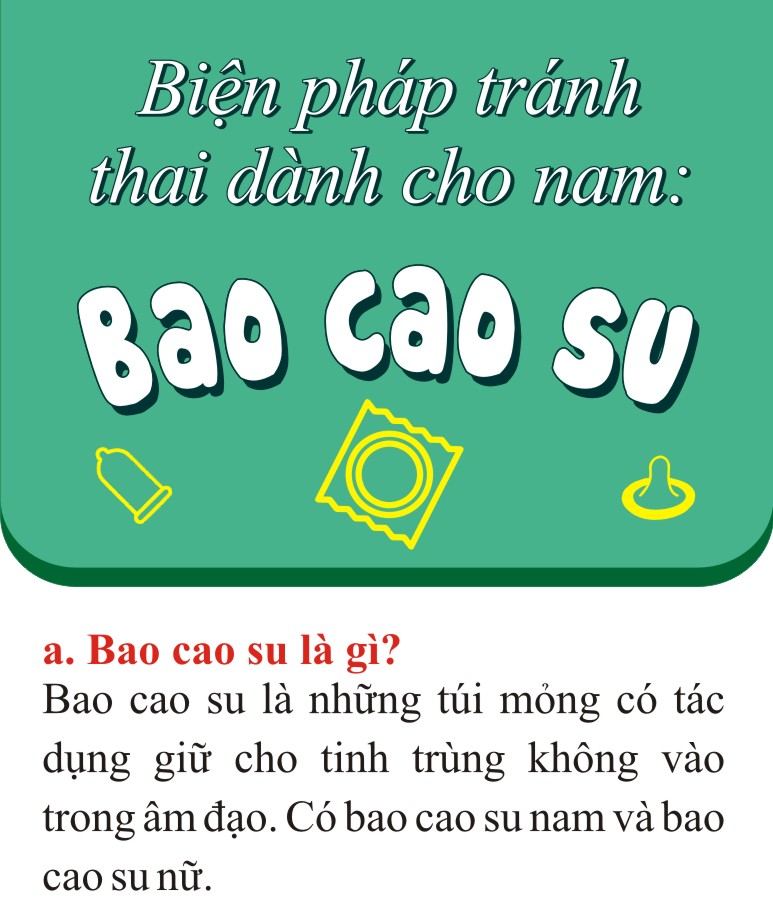 Biện pháp tránh
thai dành cho nam:
Bao cao su
a. Bao cao su là gì?
Bao cao su là những túi mỏng có tác
dụng giữ cho tinh trùng không vào
trong âm đạo. Có bao cao su nam và bao
cao su nữ.